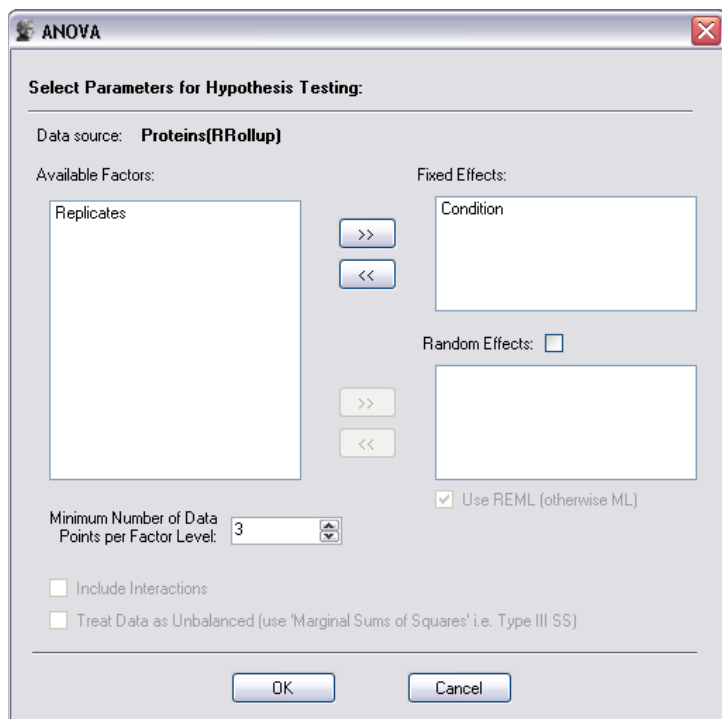 ANOVA
Select Parameters for Hypothesis Testing:
Data source: Proteins(RRollup)
Available Factors:
Replicates
>>
<<
Fixed Effects:
Condition
Random Effects:
>>
<<
Use REML (otherwise ML)
Minimum Number of Data
Points per Factor Level:
3
Include Interactions
Treat Data as Unbalanced (use 'Marginal Sums of Squares' i.e. Type III SS)
OK
Cancel